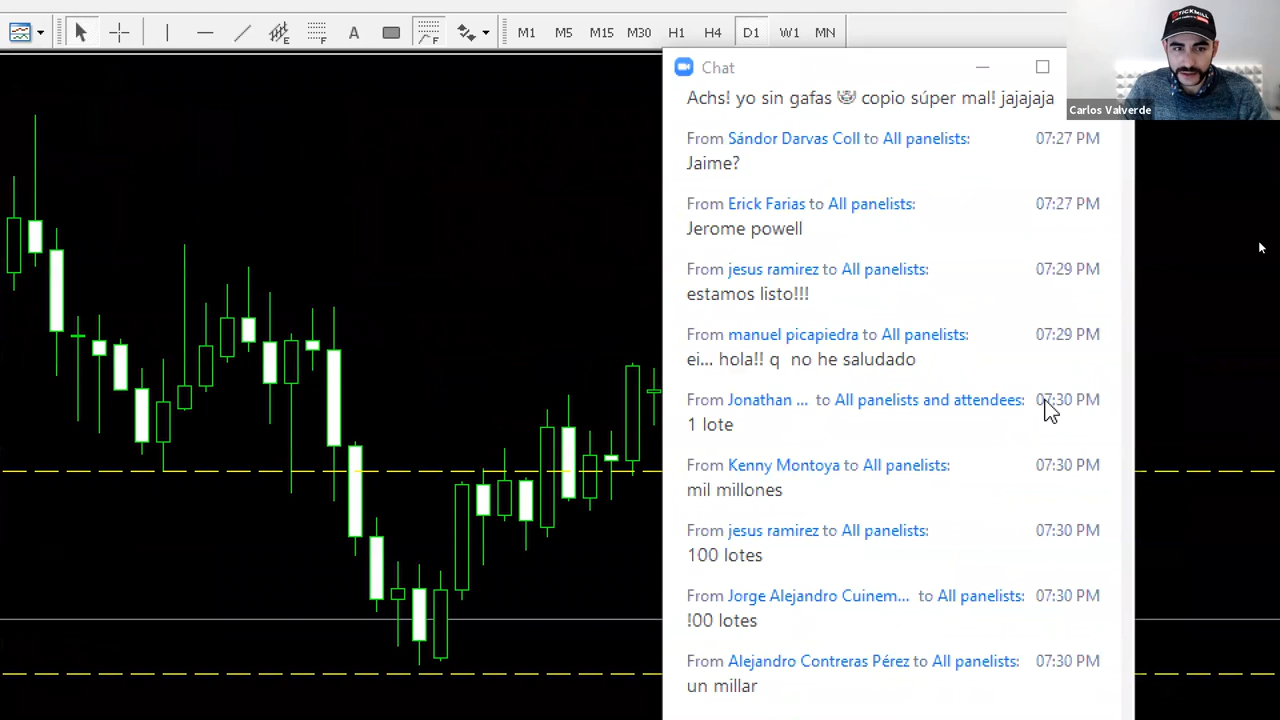 A
M1
M5
M15
M30
H1
H4
D1
W1
MN
TICKMILL
Carlos Valverde
Chat
Achs! yo sin gafas 🤡 copio súper mal! jajajaja
From Sándor Darvas Coll to All panelists: 07:27 PM
Jaime?
From Erick Farias to All panelists: 07:27 PM
Jerome powell
From jesus ramirez to All panelists: 07:29 PM
estamos listo!!!
From manuel picapiedra to All panelists: 07:29 PM
ei... hola!! q no he saludado
From Jonathan ... to All panelists and attendees: 07:30 PM
1 lote
From Kenny Montoya to All panelists: 07:30 PM
mil millones
From jesus ramirez to All panelists: 07:30 PM
100 lotes
From Jorge Alejandro Cuinem... to All panelists: 07:30 PM
!00 lotes
From Alejandro Contreras Pérez to All panelists: 07:30 PM
un millar